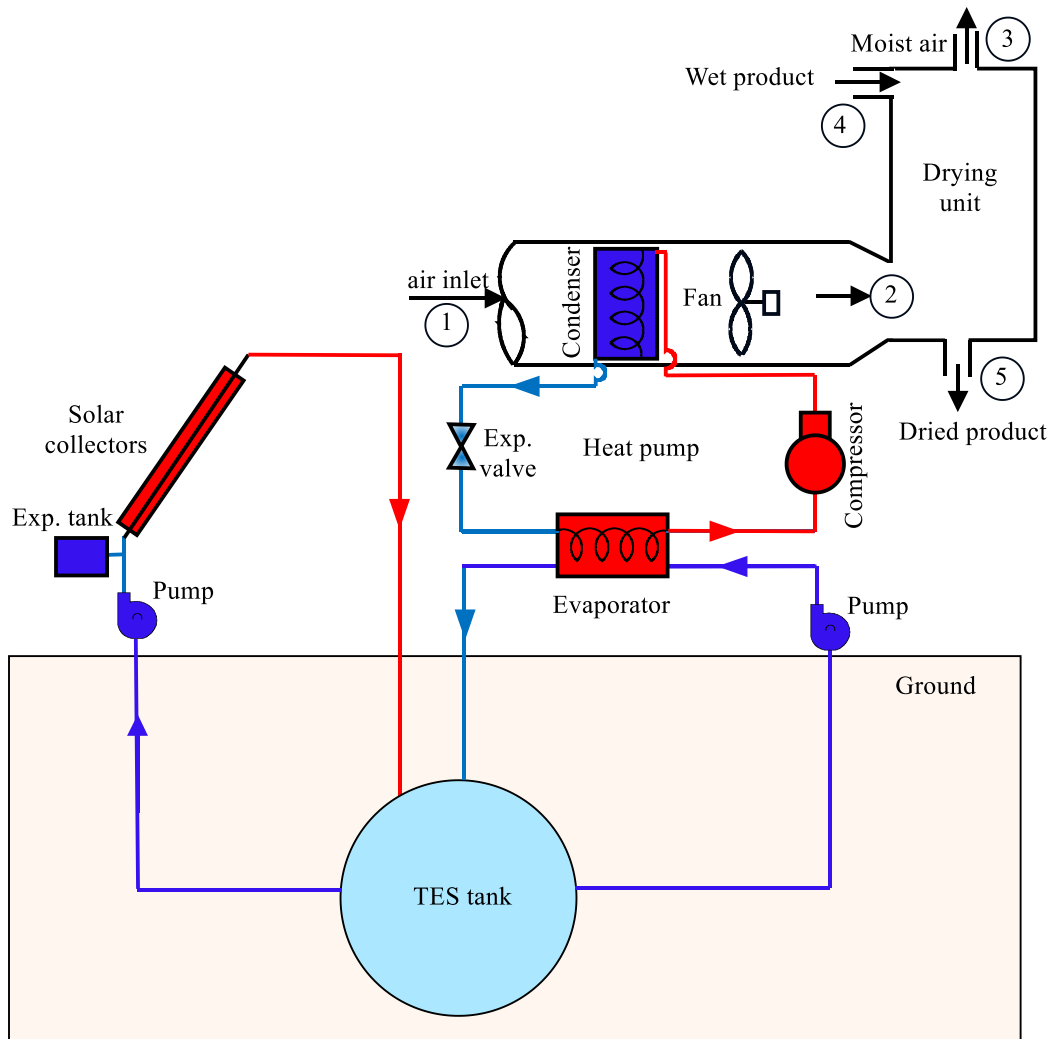 Moist air
3
Wet product
4
Drying
unit
air inlet
1
Condenser
Fan
2
5
Dried product
Solar
collectors
Exp.
valve
Heat pump
Compressor
Exp. tank
Pump
Evaporator
Pump
Ground
TES tank